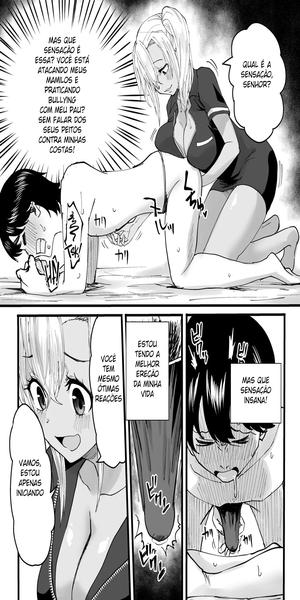 QUAL É A
SENSAÇÃO,
SENHOR?
MAS QUE
SENSAÇÃO É
ESSA? VOCÊ ESTÁ
ATACANDO MEUS
MAMILOS E
PRATICANDO
BULLYING
COM MEU PAU?
SEM FALAR DOS
SEUS PEITOS
CONTRA MINHAS
COSTAS!
MAS QUE
SENSAÇÃO
INSANA!
ESTOU
TENDO A
MELHOR
EREÇÃO
DA MINHA
VIDA
VOCÊ
TEM MESMO
ÓTIMAS
REAÇÕES
VAMOS,
ESTOU
APENAS
INICIANDO